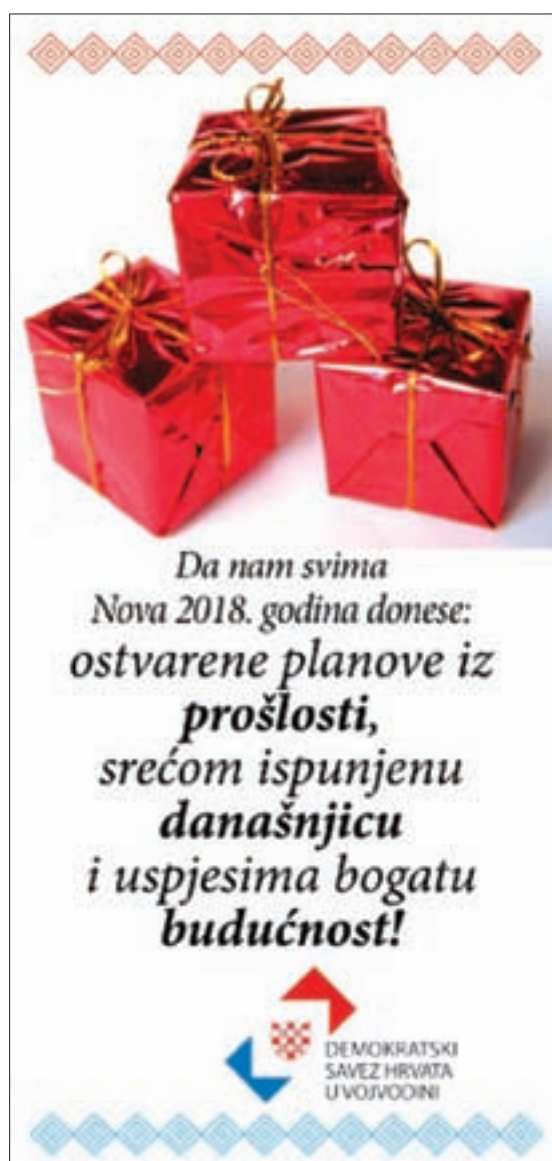 Da nam svima
Nova 2018. godina donese:
ostvarene planove iz
prošlosti,
srećom ispunjenu
današnjicu
i uspjesima bogatu
budućnost!
DEMOKRATSKI
SAVEZ HRVATA
U VOJVODINI